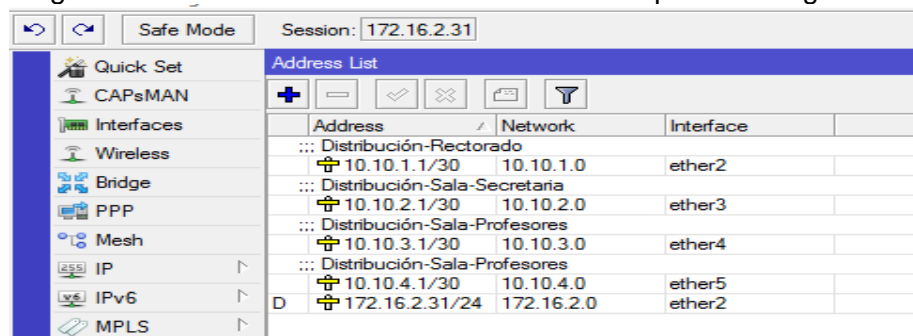 Safe Mode Session: 172.16.2.31
Quick Set
CAPsMAN
Interfaces
Wireless
Bridge
PPP
Mesh
IP
IPv6
MPLS
Address List
Address Network Interface
::: Distribución-Rectorado
10.10.1.1/30 10.10.1.0 ether2
::: Distribución-Sala-Secretaria
10.10.2.1/30 10.10.2.0 ether3
::: Distribución-Sala-Profesores
10.10.3.1/30 10.10.3.0 ether4
::: Distribución-Sala-Profesores
10.10.4.1/30 10.10.4.0 ether5
D 172.16.2.31/24 172.16.2.0 ether2